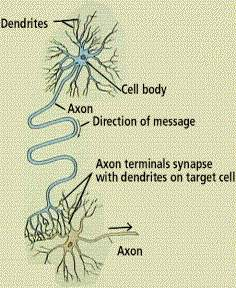 Dendrites
Cell body
Axon
Direction of message
Axon terminals synapse
with dendrites on target cell
Axon